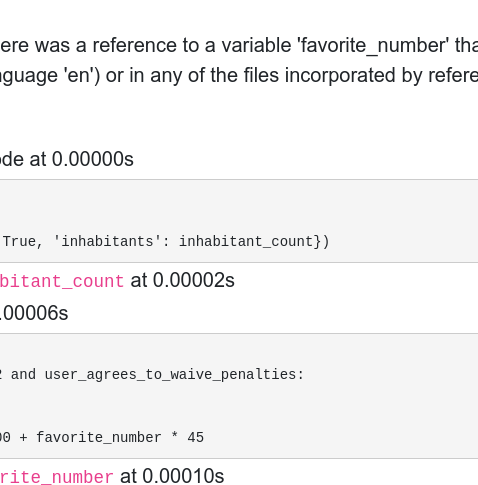 ere was a reference to a variable 'favorite_number' tha
guage 'en') or in any of the files incorporated by refere
de at 0.00000s
True, 'inhabitants': inhabitant_count})
bitant_count at 0.00002s
.00006s
2 and user_agrees_to_waive_penalties:
00 + favorite_number * 45
rite_number at 0.00010s